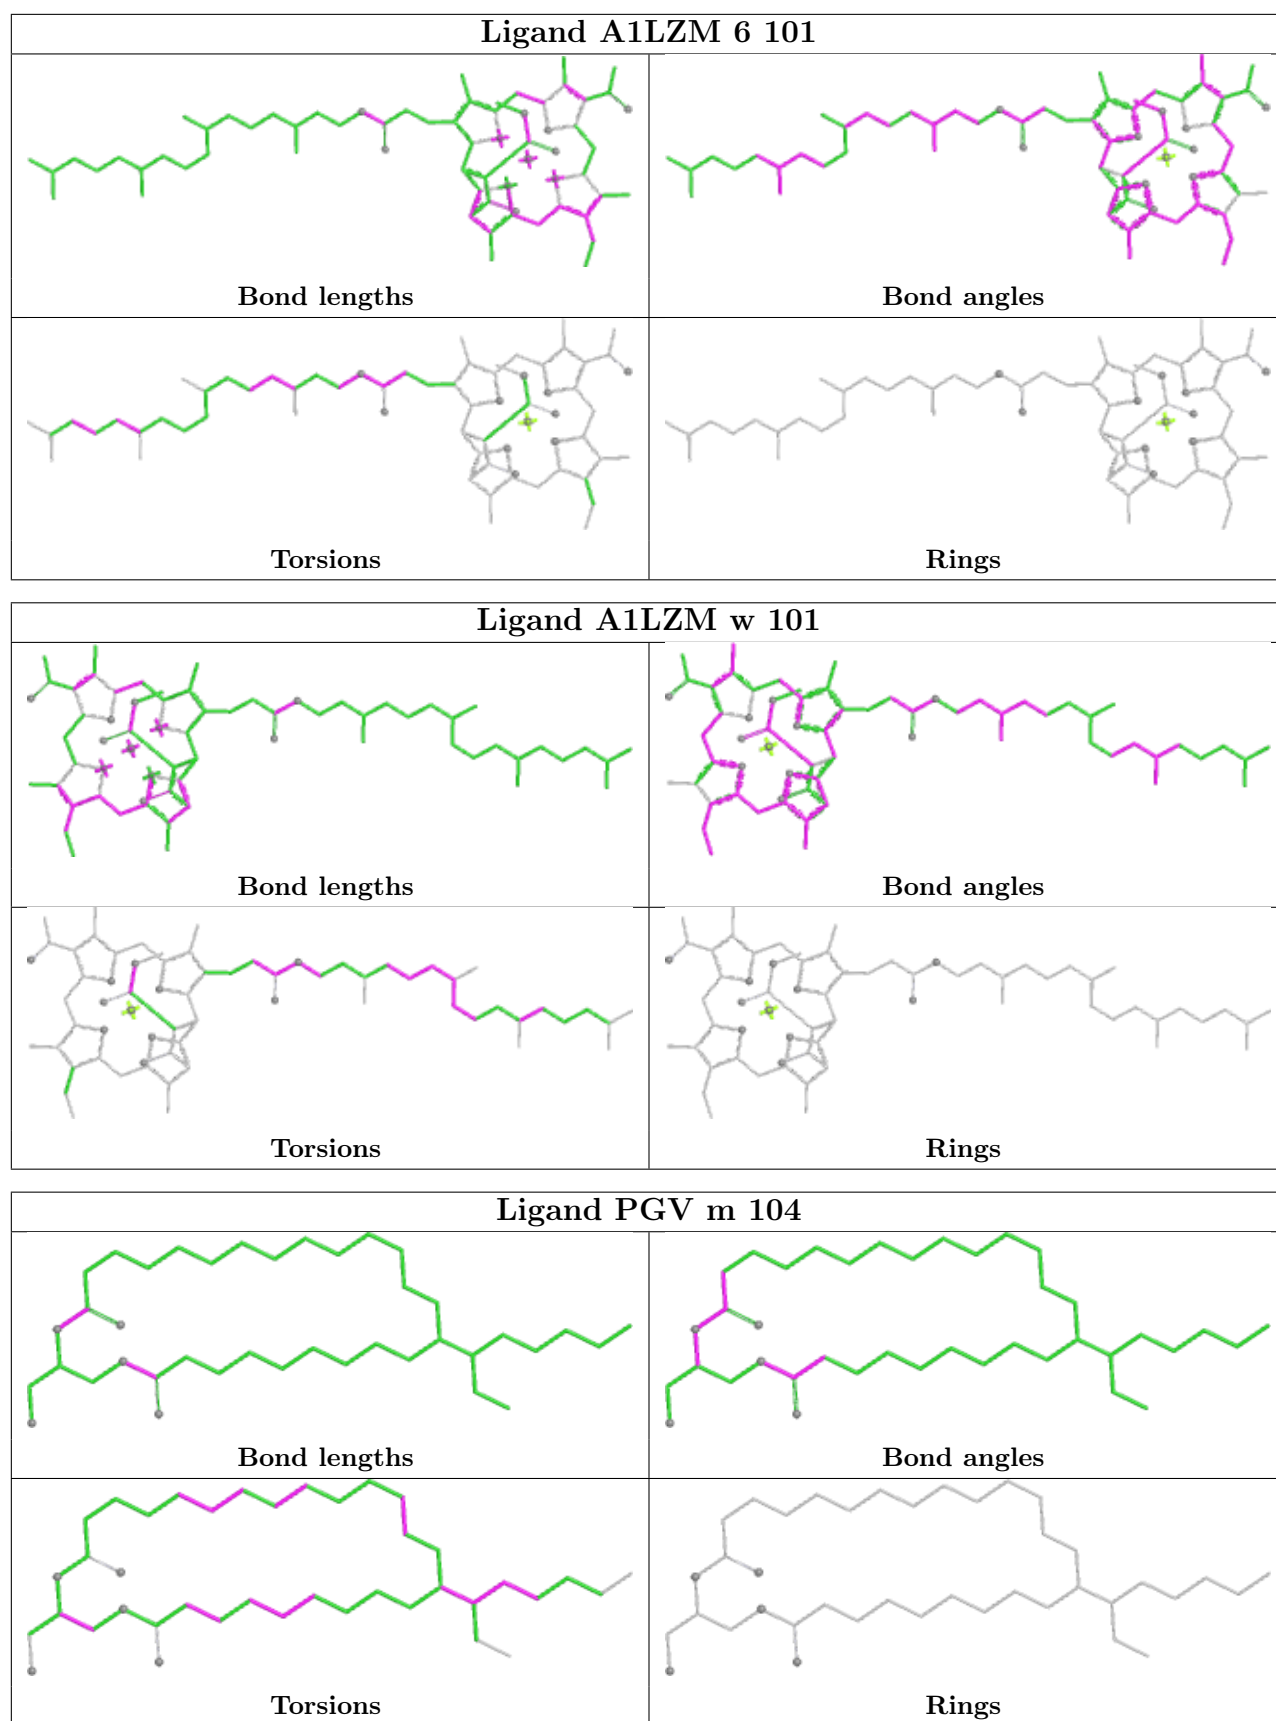 Ligand A1LZM 6 101
Bond lengths
Bond angles
Torsions
Rings
Ligand A1LZM w 101
Bond lengths
Bond angles
Torsions
Rings
Ligand PGV m 104
Bond lengths
Bond angles
Torsions
Rings